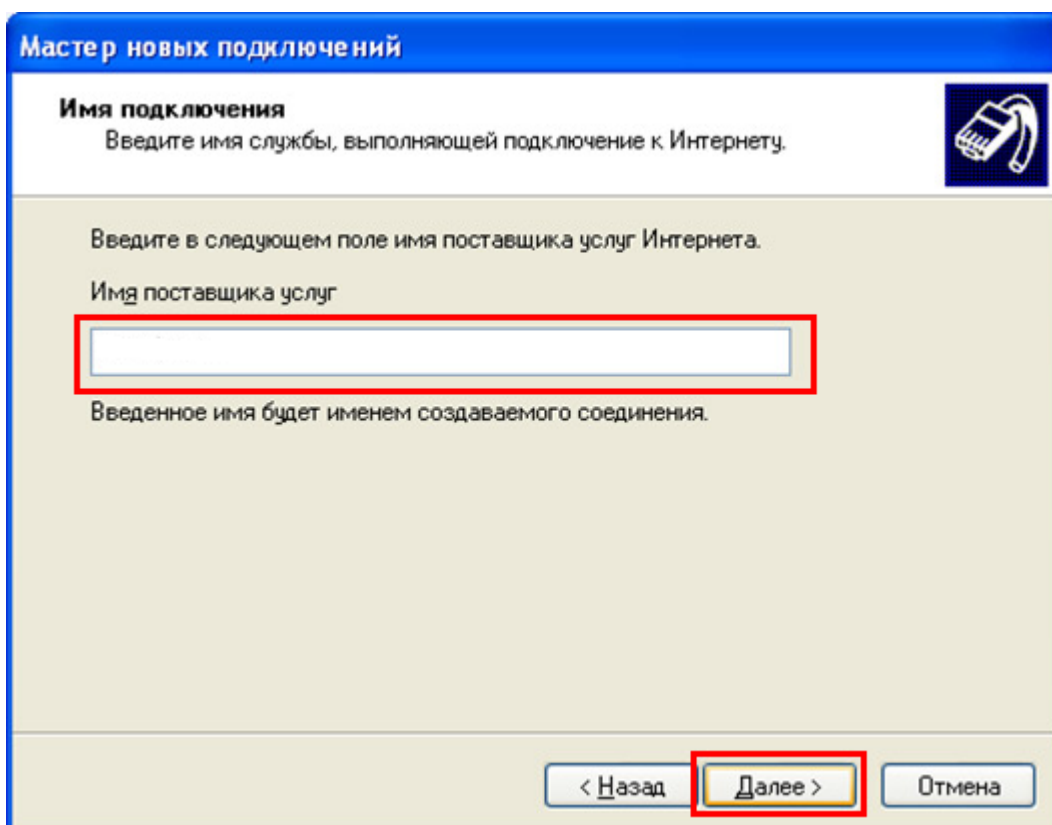 Мастер новых подключений
Имя подключения
Введите имя службы, выполняющей подключение к Интернету.
Введите в следующем поле имя поставщика услуг Интернета.
Имя поставщика услуг
Введенное имя будет именем создаваемого соединения.
< Назад Далее > Отмена